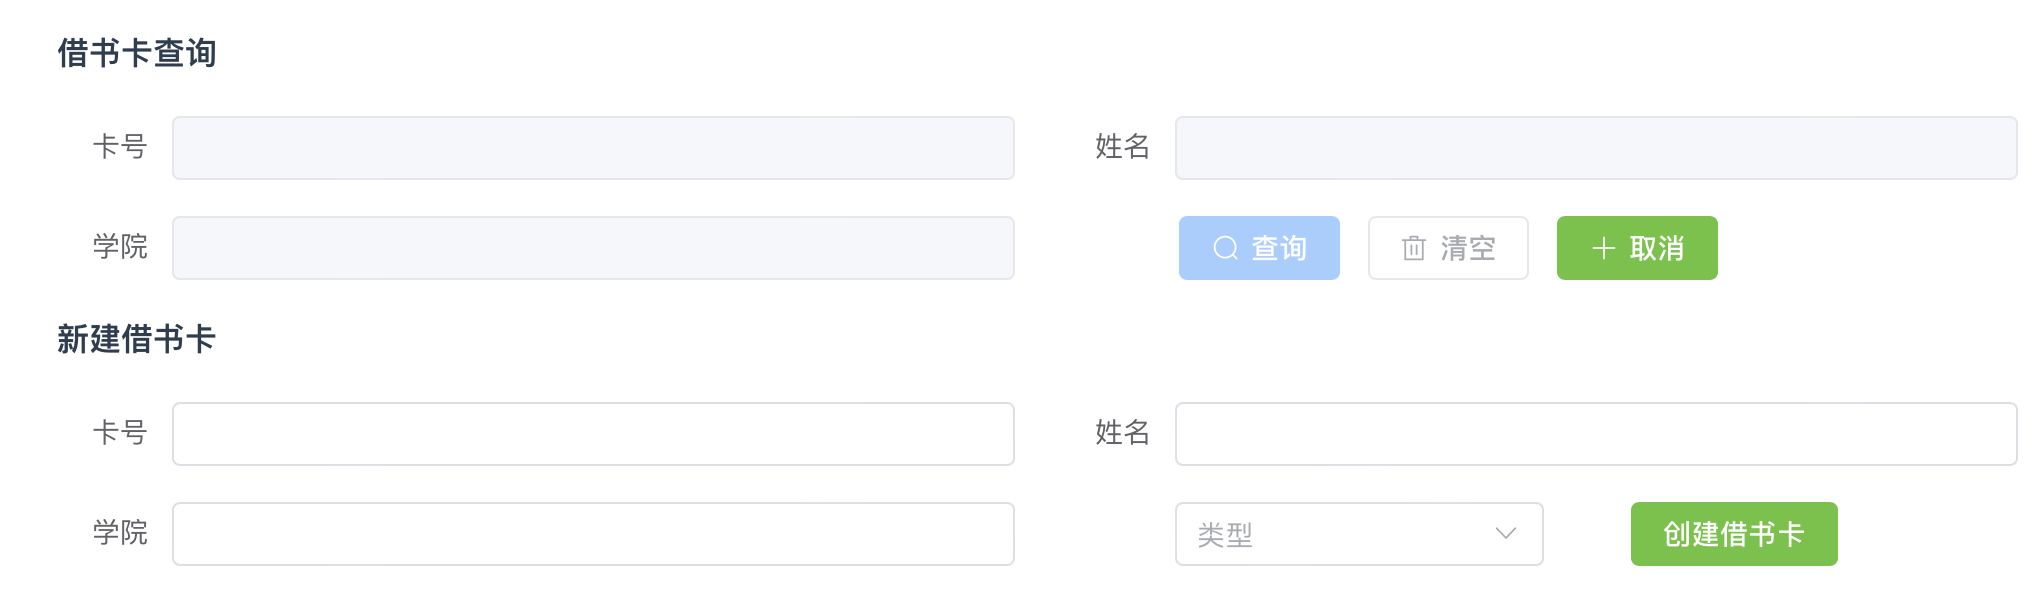 借书卡查询
卡号
姓名
学院
查询 清空 取消
新建借书卡
卡号
姓名
学院
类型
创建借书卡